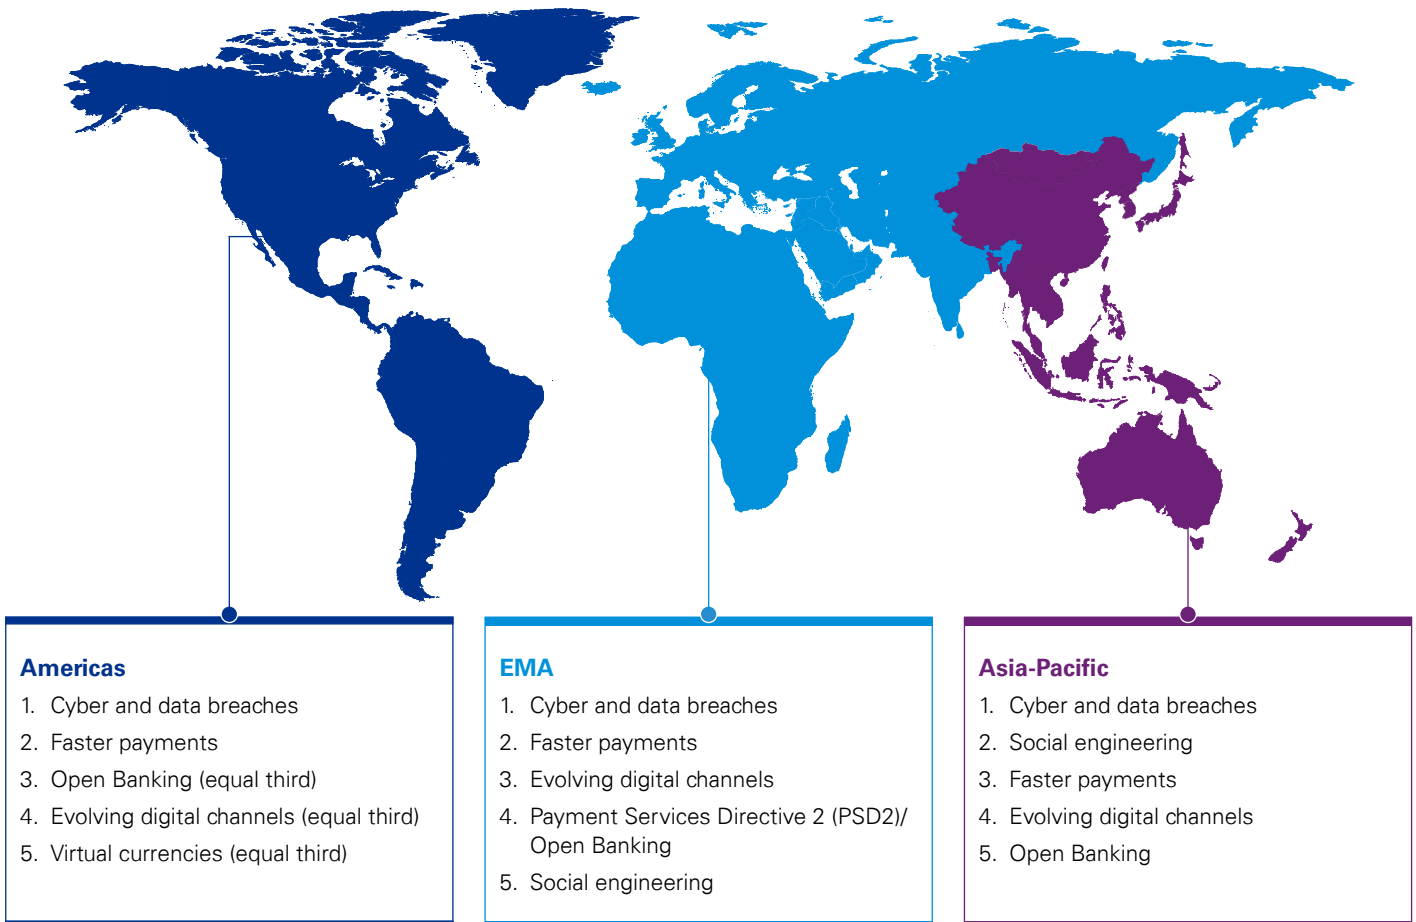 Americas
1. Cyber and data breaches
2. Faster payments
3. Open Banking (equal third)
4. Evolving digital channels (equal third)
5. Virtual currencies (equal third)
EMA
1. Cyber and data breaches
2. Faster payments
3. Evolving digital channels
4. Payment Services Directive 2 (PSD2)/
Open Banking
5. Social engineering
Asia-Pacific
1. Cyber and data breaches
2. Social engineering
3. Faster payments
4. Evolving digital channels
5. Open Banking